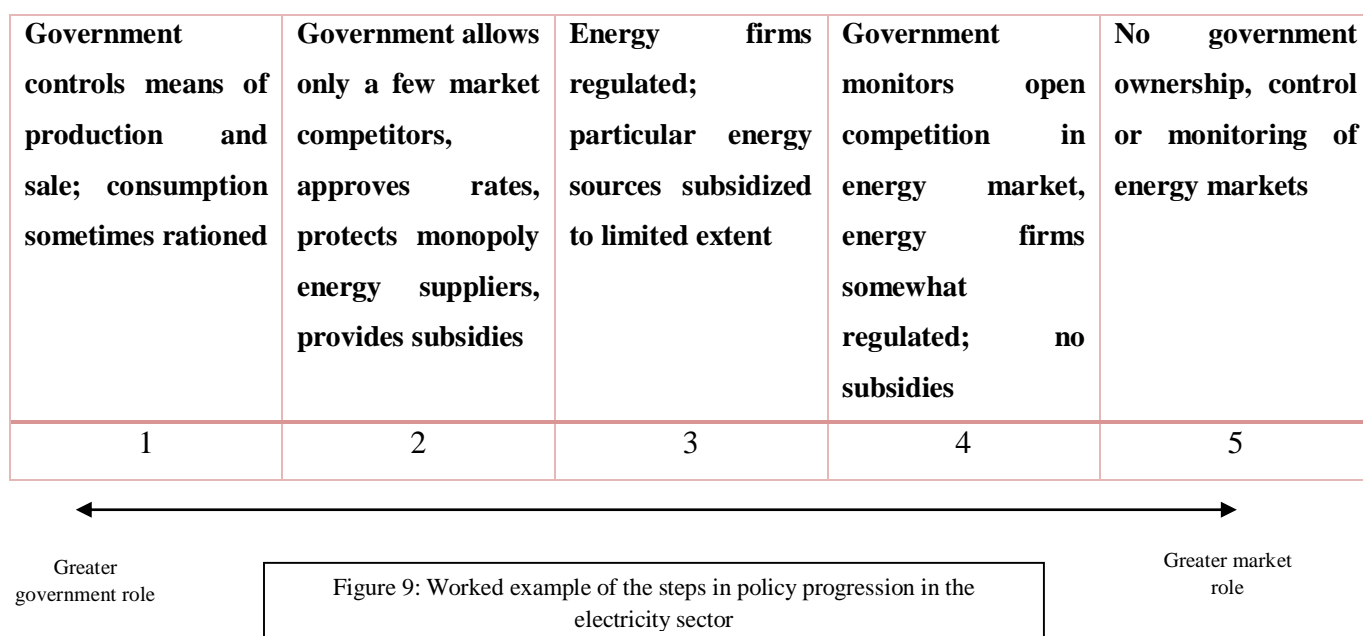 Government
controls means of
production and
sale; consumption
sometimes rationed
Government allows
only a few market
competitors,
approves rates,
protects monopoly
energy suppliers,
provides subsidies
Energy firms
regulated;
particular energy
sources subsidized
to limited extent
Government
monitors open
competition in
energy market,
energy firms
somewhat
regulated; no
subsidies
No government
ownership, control
or monitoring of
energy markets
1
2
3
4
5
Greater
government role
Greater market
role
Figure 9: Worked example of the steps in policy progression in the
electricity sector